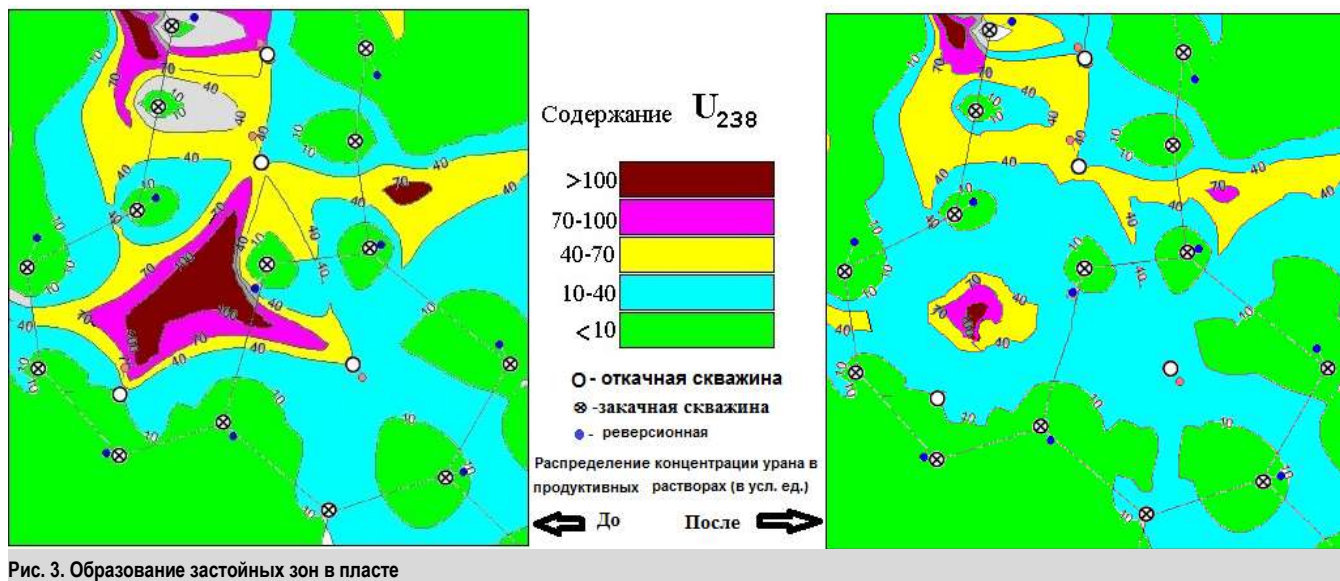 Содержание U238
>100
70-100
40-70
10-40
<10
О - откачная скважина
⊗ -закачная скважина
- реверсионная
Распределение концентрации урана в
продуктивных растворах (в усл. ед.)
До После
Рис. 3. Образование застойных зон в пласте